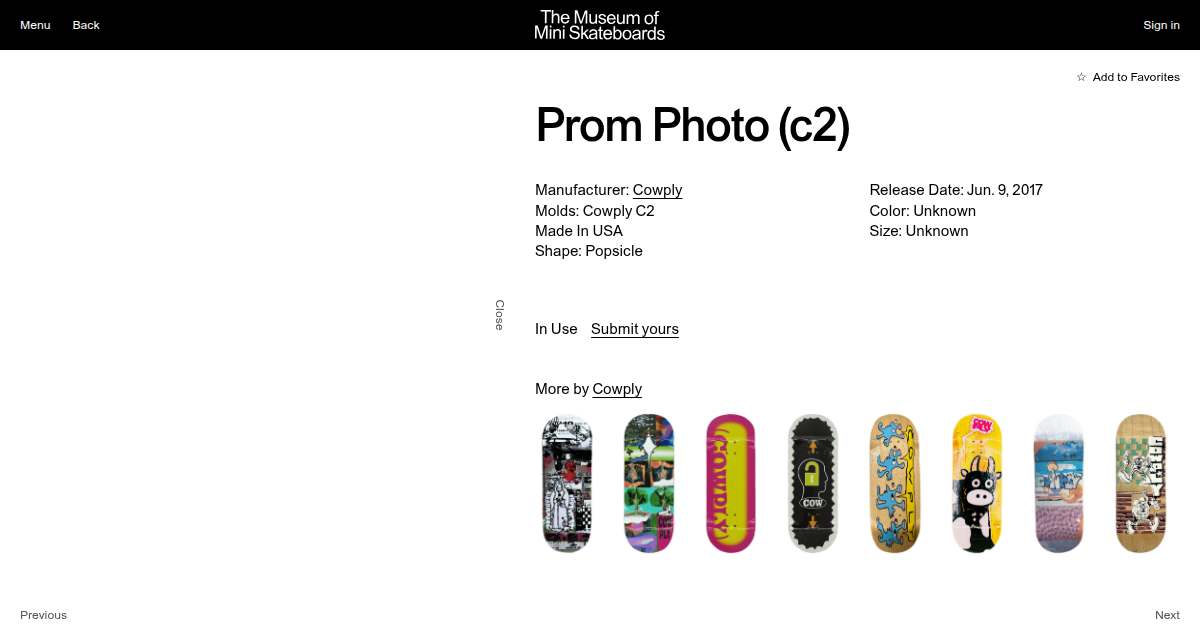 Menu
Back
The Museum of
Mini Skateboards
Sign in
☆ Add to Favorites
Prom Photo (c2)
Manufacturer: Cowply
Molds: Cowply C2
Made In USA
Shape: Popsicle
Release Date: Jun. 9, 2017
Color: Unknown
Size: Unknown
Close
In Use
Submit yours
More by Cowply
COWPLY
COW
Previous
Next